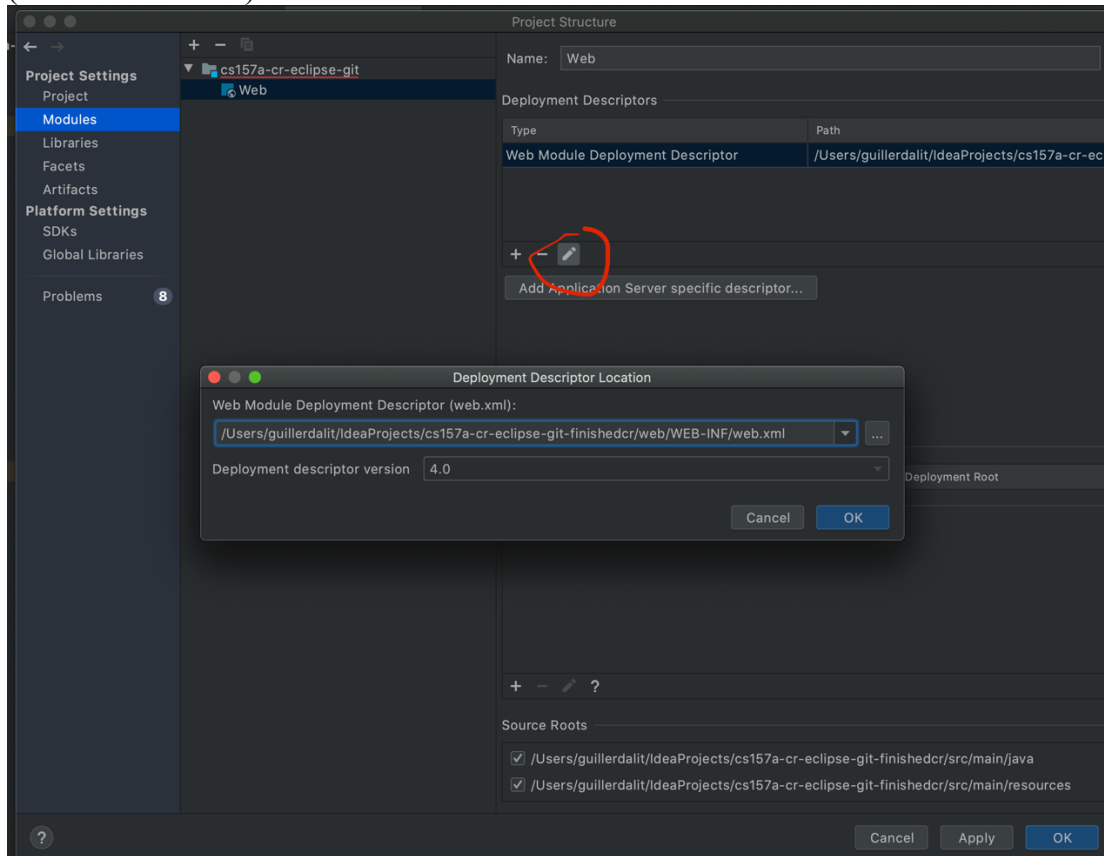 Project Structure
Project Settings
Project
Modules
Libraries
Facets
Artifacts
Platform Settings
SDKs
Global Libraries
Problems 8
cs157a-cr-eclipse-git
Web
Name: Web
Deployment Descriptors
Type Path
Web Module Deployment Descriptor /Users/guillerdalit/IdeaProjects/cs157a-cr-ec
Add Application Server specific descriptor...
Deployment Descriptor Location
Web Module Deployment Descriptor (web.xml):
/Users/guillerdalit/IdeaProjects/cs157a-cr-eclipse-git-finishedcr/web/WEB-INF/web.xml ...
Deployment descriptor version 4.0
Cancel OK
Deployment Root
?
Source Roots
/Users/guillerdalit/IdeaProjects/cs157a-cr-eclipse-git-finishedcr/src/main/java
/Users/guillerdalit/IdeaProjects/cs157a-cr-eclipse-git-finishedcr/src/main/resources
? Cancel Apply OK